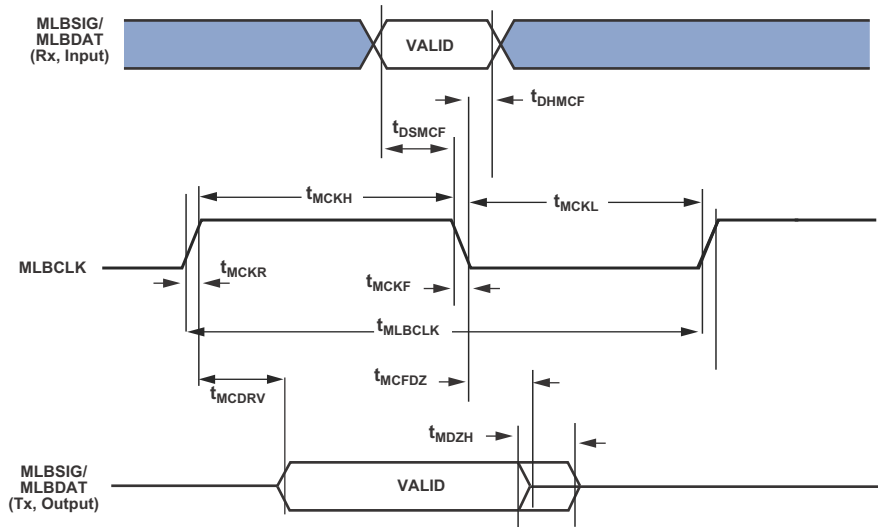 MLBSIG/
MLBDAT
(Rx, Input)
VALID
tDHMCF
tDSMCF
tMCKH
tMCKL
MLBCLK
tMCKR
tMCKF
tMLBCLK
tMCFDZ
tMCDRV
tMDZH
MLBSIG/
MLBDAT
(Tx, Output)
VALID